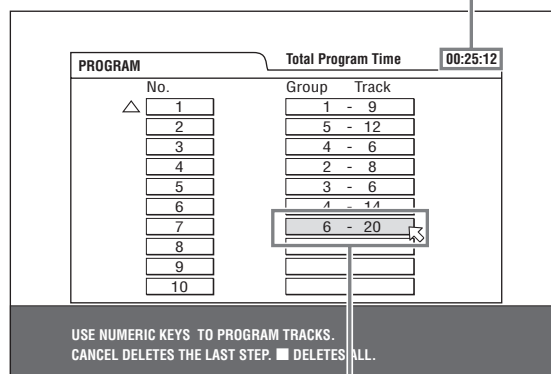 PROGRAM Total Program Time 00:25:12
No. Group Track
1 1 - 9
2 5 - 12
3 4 - 6
4 2 - 8
5 3 - 6
6 4 - 14
7 6 - 20
8
9
10
USE NUMERIC KEYS TO PROGRAM TRACKS.
CANCEL DELETES THE LAST STEP. ■ DELETES ALL.